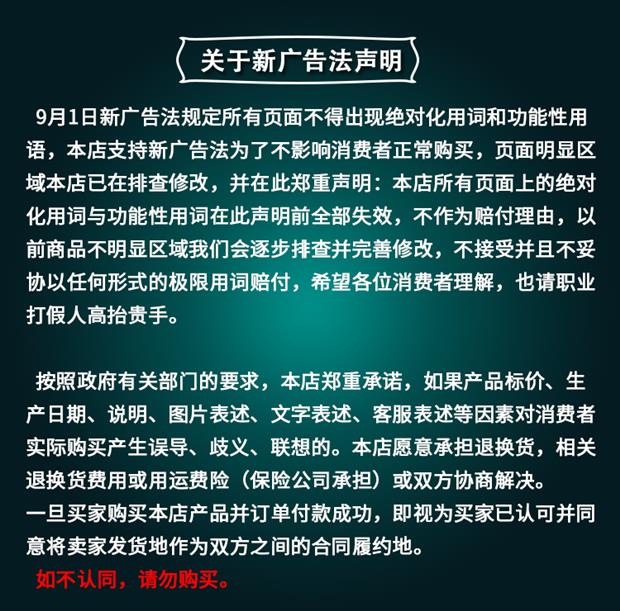 关于新广告法声明
9月1日新广告法规定所有页面不得出现绝对化用词和功能性用
语，本店支持新广告法为了不影响消费者正常购买，页面明显区
域本店已在排查修改，并在此郑重声明：本店所有页面上的绝对
化用词与功能性用词在此声明前全部失效，不作为赔付理由，以
前商品不明显区域我们会逐步排查并完善修改，不接受并且不妥
协以任何形式的极限用词赔付，希望各位消费者理解，也请职业
打假人高抬贵手。
按照政府有关部门的要求，本店郑重承诺，如果产品标价、生
产日期、说明、图片表述、文字表述、客服表述等因素对消费者
实际购买产生误导、歧义、联想的。本店愿意承担退换货，相关
退换货费用或用运费险（保险公司承担）或双方协商解决。
一旦买家购买本店产品并订单付款成功，即视为买家已认可并同
意将卖家发货地作为双方之间的合同履约地。
如不认同，请勿购买。